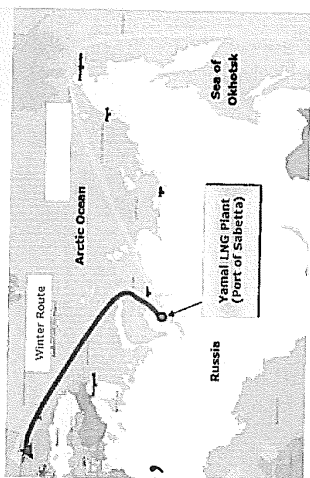 Winter Route
Arctic Ocean
Sea of
Okhotsk
Yamal LNG Plant
(Port of Sabetta)
Russia